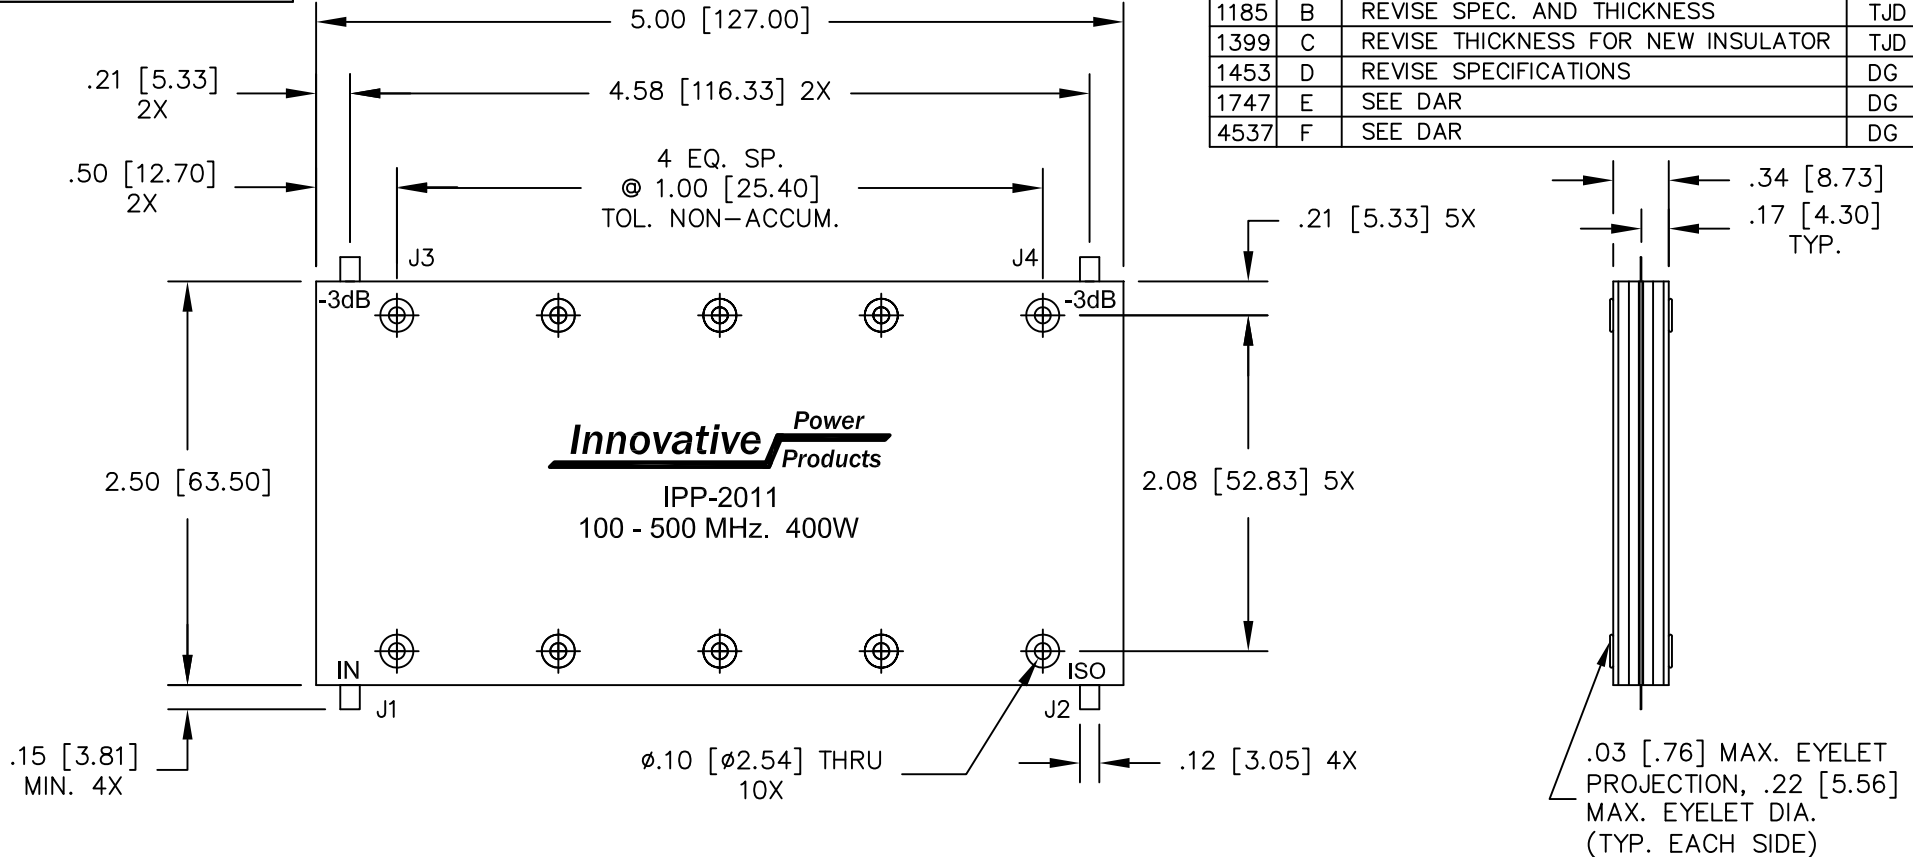 1185 B REVISE SPEC. AND THICKNESS TJD
1399 C REVISE THICKNESS FOR NEW INSULATOR TJD
1453 D REVISE SPECIFICATIONS DG
1747 E SEE DAR DG
4537 F SEE DAR DG
5.00 [127.00]
.21 [5.33]
2X
4.58 [116.33] 2X
.50 [12.70]
2X
4 EQ. SP.
@ 1.00 [25.40]
TOL. NON-ACCUM.
.21 [5.33] 5X
.34 [8.73]
.17 [4.30]
TYP.
J3
J4
-3dB
-3dB
Innovative Power
Products
IPP-2011
100 - 500 MHz. 400W
2.50 [63.50]
2.08 [52.83] 5X
IN
ISO
J1
J2
.15 [3.81]
MIN. 4X
ø.10 [ø2.54] THRU
10X
.12 [3.05] 4X
.03 [.76] MAX. EYELET
PROJECTION, .22 [5.56]
MAX. EYELET DIA.
(TYP. EACH SIDE)